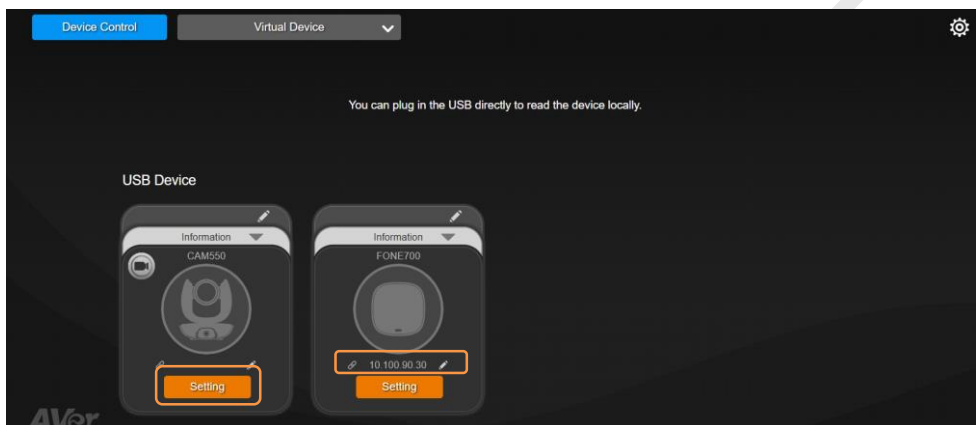 Device Control Virtual Device
You can plug in the USB directly to read the device locally.
USB Device
Information Information
CAM550 FONE700
10 100 90 30
Setting Setting
AVer